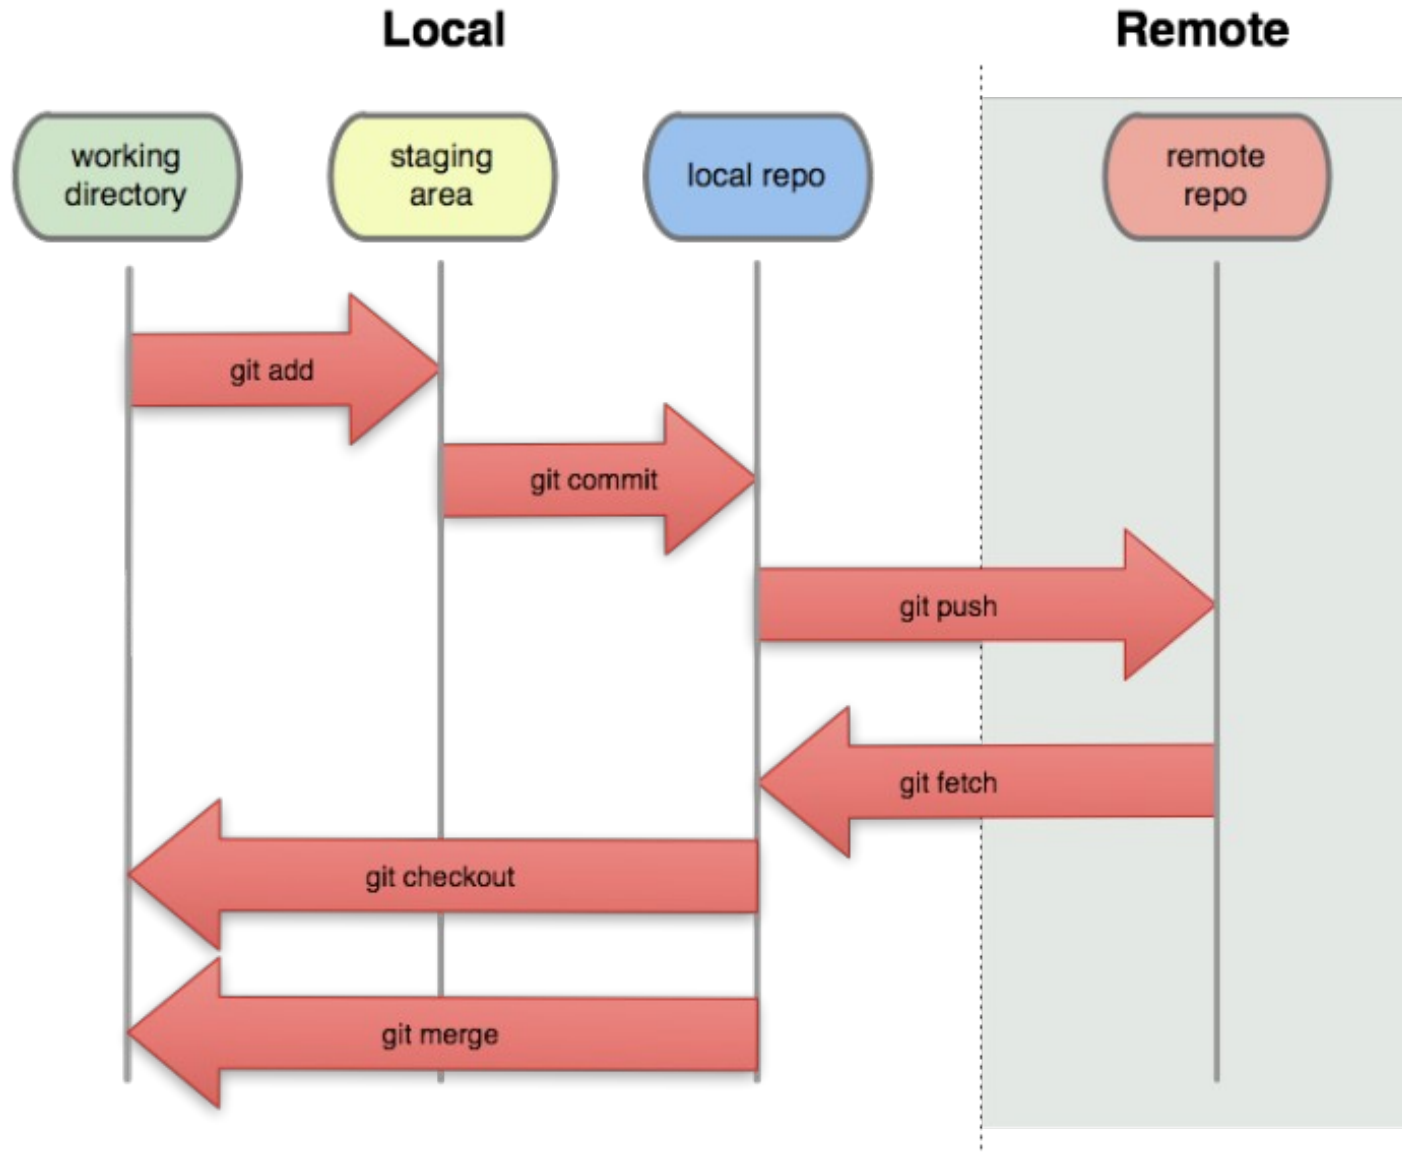 Local
Remote
working
directory
staging
area
local repo
remote
repo
git add
git commit
git push
git fetch
git checkout
git merge